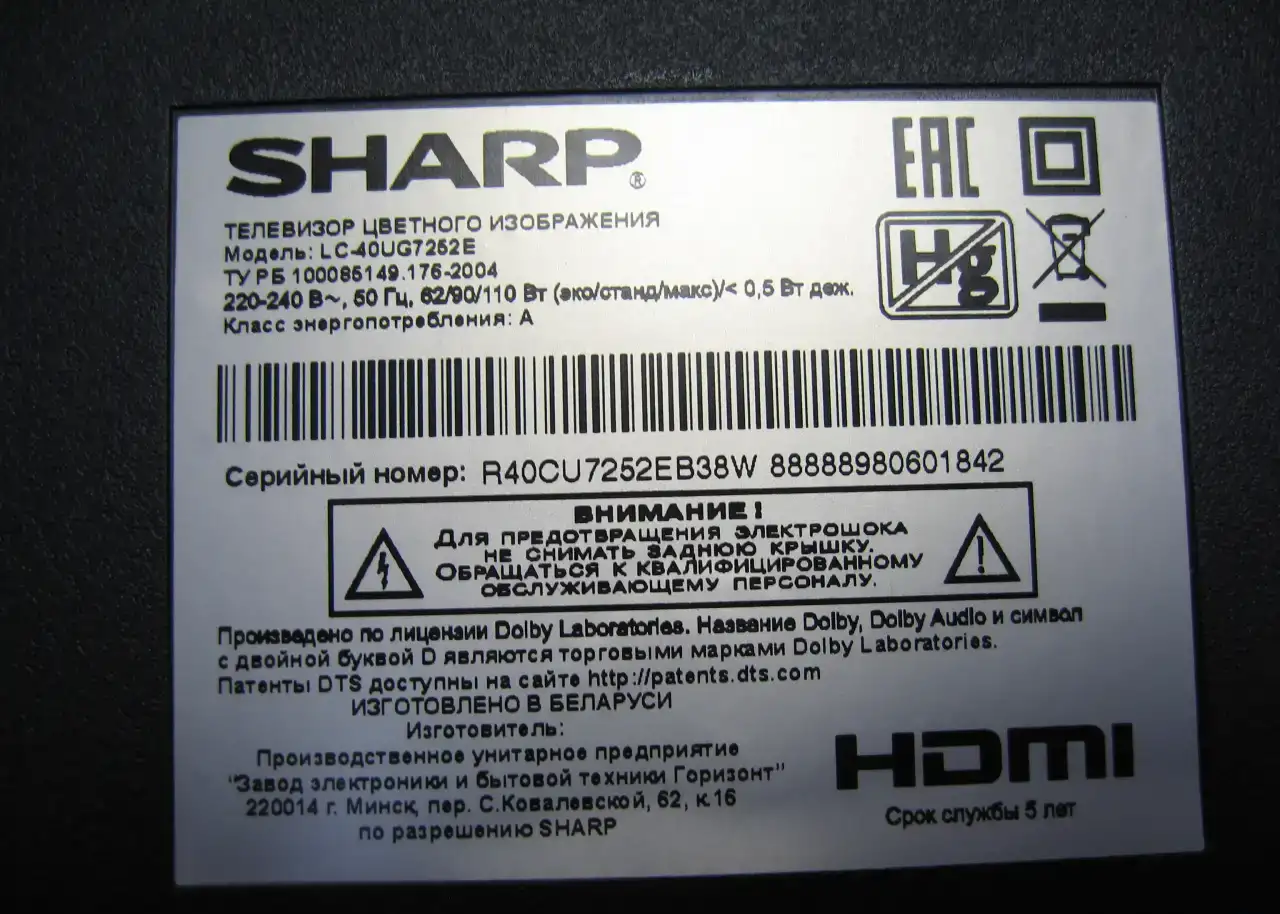 SHARP®
EAC
ТЕЛЕВИЗОР ЦВЕТНОГО ИЗОБРАЖЕНИЯ
Модель: LC-40UG7252E
ТУ РБ 100085149.176-2004
220-240 В~, 50 Гц, 62/90/110 Вт (эко/станд/макс)/< 0,5 Вт деж.
Класс энергопотребления: А
Hg
Серийный номер: R40CU7252EB38W 88888980601842
ВНИМАНИЕ!
Для предотвращения электрошока
не снимать заднюю крышку.
Обращаться к квалифицированному
обслуживающему персоналу.
Произведено по лицензии Dolby Laboratories. Название Dolby, Dolby Audio и символ
с двойной буквой D являются торговыми марками Dolby Laboratories.
Патенты DTS доступны на сайте http://patents.dts.com
ИЗГОТОВЛЕНО В БЕЛАРУСИ
Изготовитель:
Производственное унитарное предприятие
"Завод электроники и бытовой техники Горизонт"
220014 г. Минск, пер. С.Ковалевской, 62, к.16
по разрешению SHARP
HDMI
Срок службы 5 лет